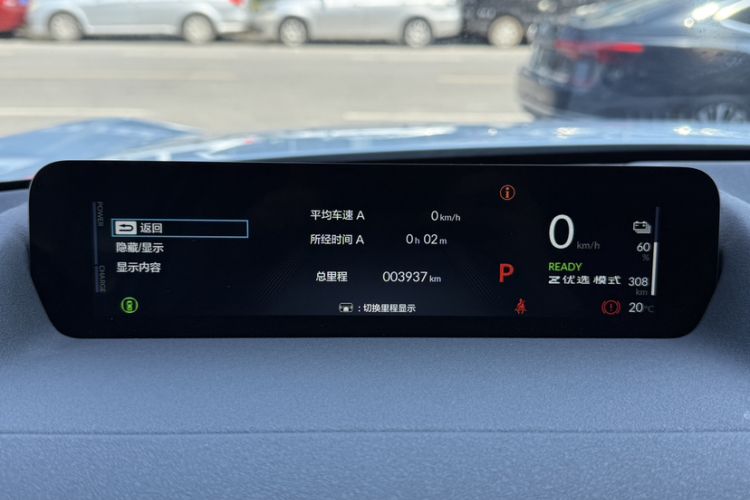 POWER
CHARGE
返回
隐藏/显示
显示内容
平均车速 A 0 km/h
所经时间 A 0 h 02 m
总里程 003937 km
：切换里程显示
P
0 km/h
READY
优选模式
60
%
308
km
20°C